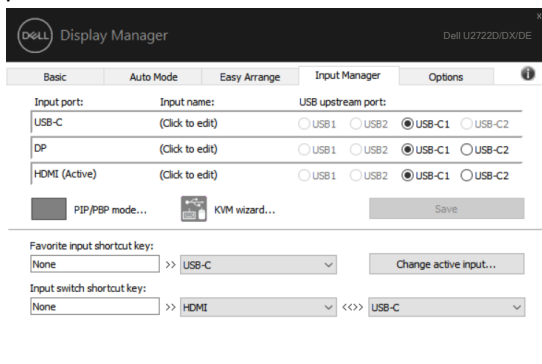 x
DELL Display Manager Dell U2722D/DX/DE
Basic Auto Mode Easy Arrange Input Manager Options i
Input port: Input name: USB upstream port:
USB-C (Click to edit) USB1 USB2 USB-C1 USB-C2
DP (Click to edit) USB1 USB2 USB-C1 USB-C2
HDMI (Active) (Click to edit) USB1 USB2 USB-C1 USB-C2
PIP/PBP mode... KVM wizard... Save
Favorite input shortcut key:
None >> USB-C Change active input...
Input switch shortcut key:
None >> HDMI <<>> USB-C